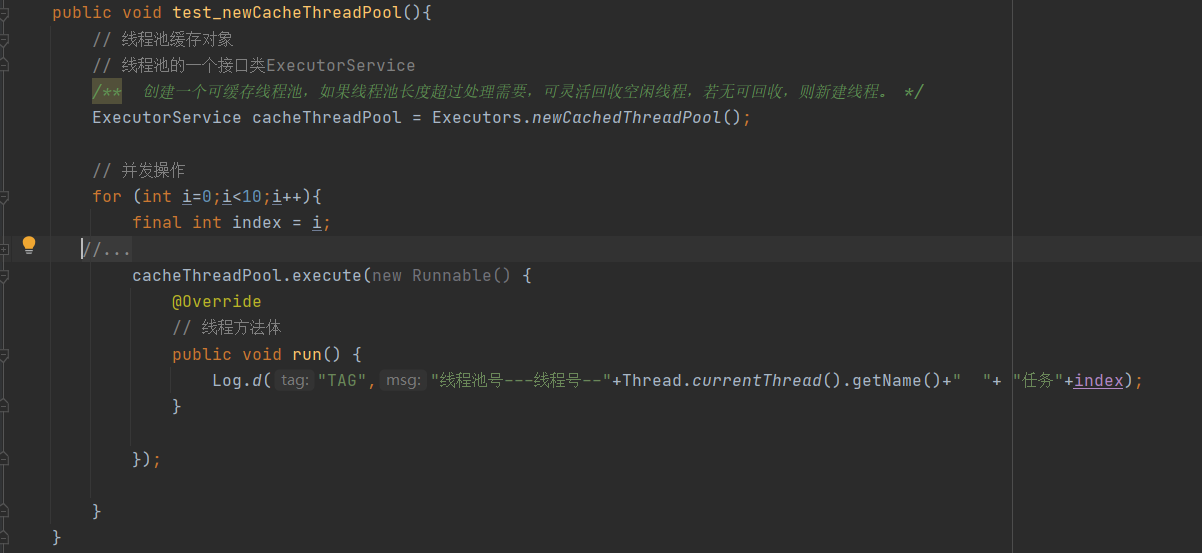 public void test_newCacheThreadPool(){
// 线程池缓存对象
// 线程池的一个接口类ExecutorService
/** 创建一个可缓存线程池，如果线程池长度超过处理需要，可灵活回收空闲线程，若无可回收，则新建线程。 */
ExecutorService cacheThreadPool = Executors.newCachedThreadPool();
// 并发操作
for (int i=0;i<10;i++){
final int index = i;
//...
cacheThreadPool.execute(new Runnable() {
@Override
// 线程方法体
public void run() {
Log.d( tag: "TAG", msg: "线程池号---线程号--"+Thread.currentThread().getName()+"  "+ "任务"+index);
}
});
}
}